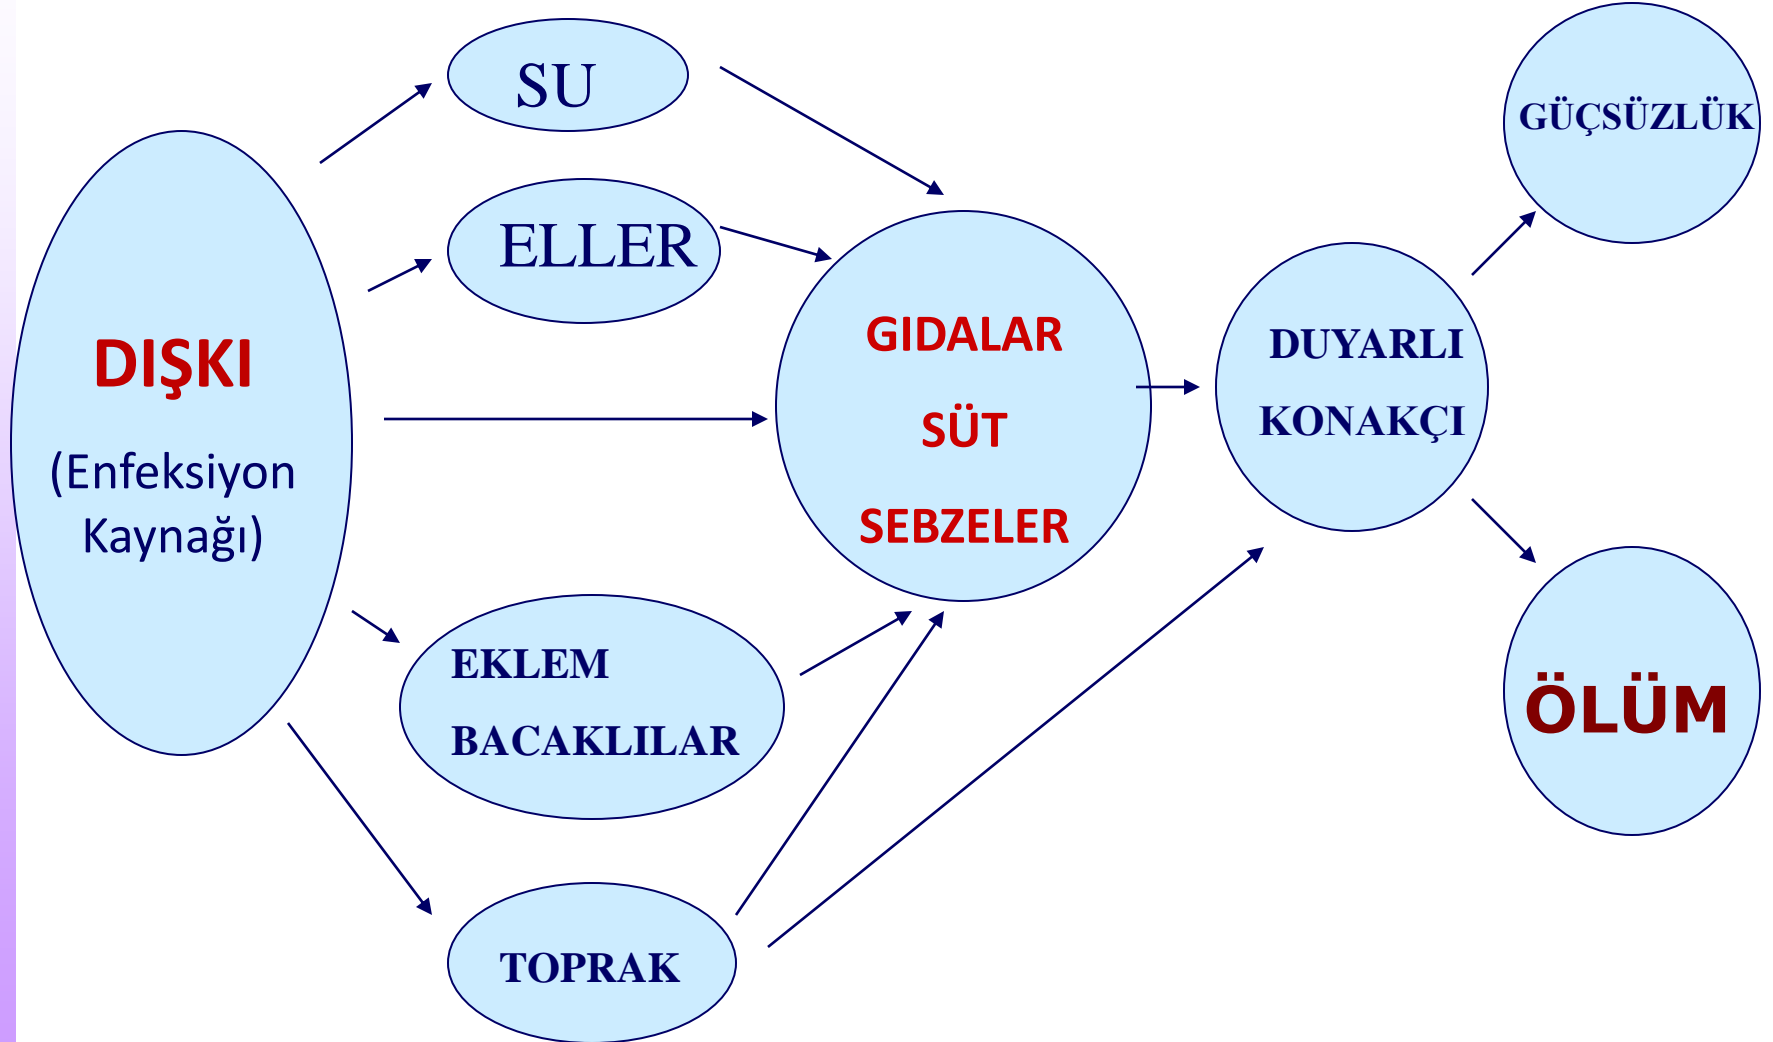 DIŞKI
(Enfeksiyon
Kaynağı)
SU
ELLER
EKLEM
BACAKLILAR
TOPRAK
GIDALAR
SÜT
SEBZELER
DUYARLI
KONAKÇI
GÜÇSÜZLÜK
ÖLÜM